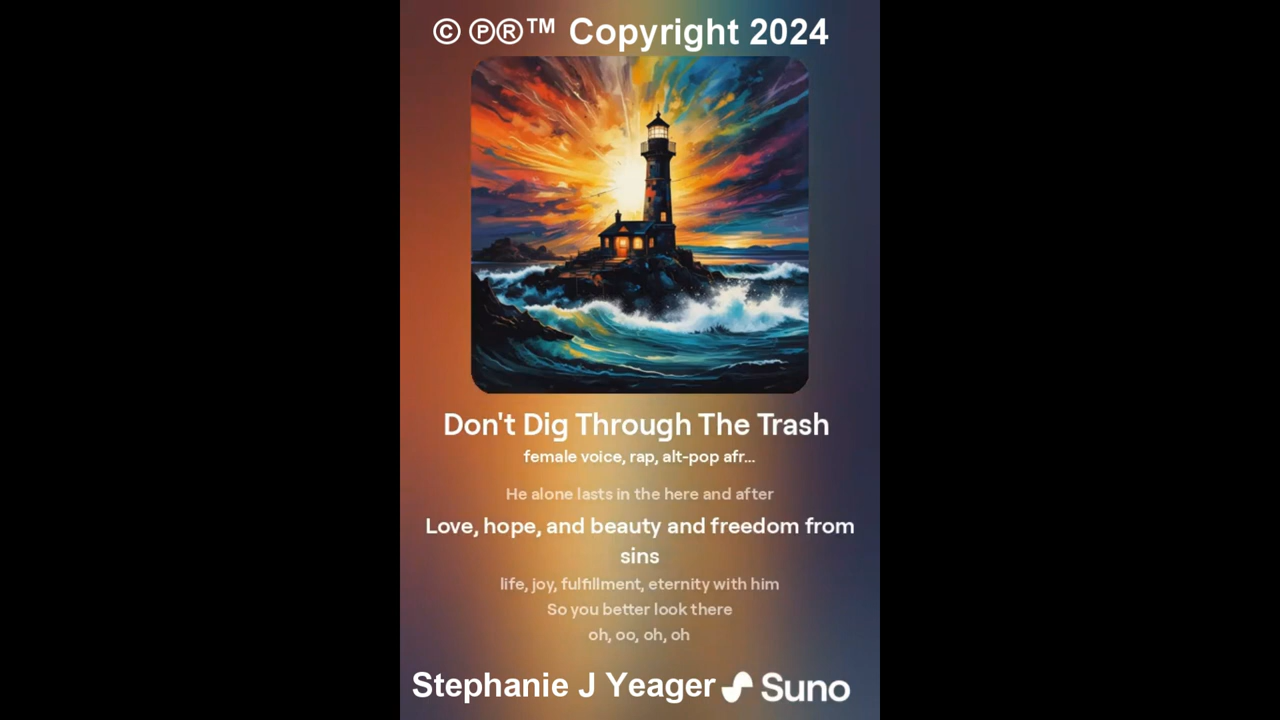 © ℗®™ Copyright 2024
Don't Dig Through The Trash
female voice, rap, alt-pop afr...
He alone lasts in the here and after
Love, hope, and beauty and freedom from
sins
life, joy, fulfillment, eternity with him
So you better look there
oh, oo, oh, oh
Stephanie J Yeager Suno